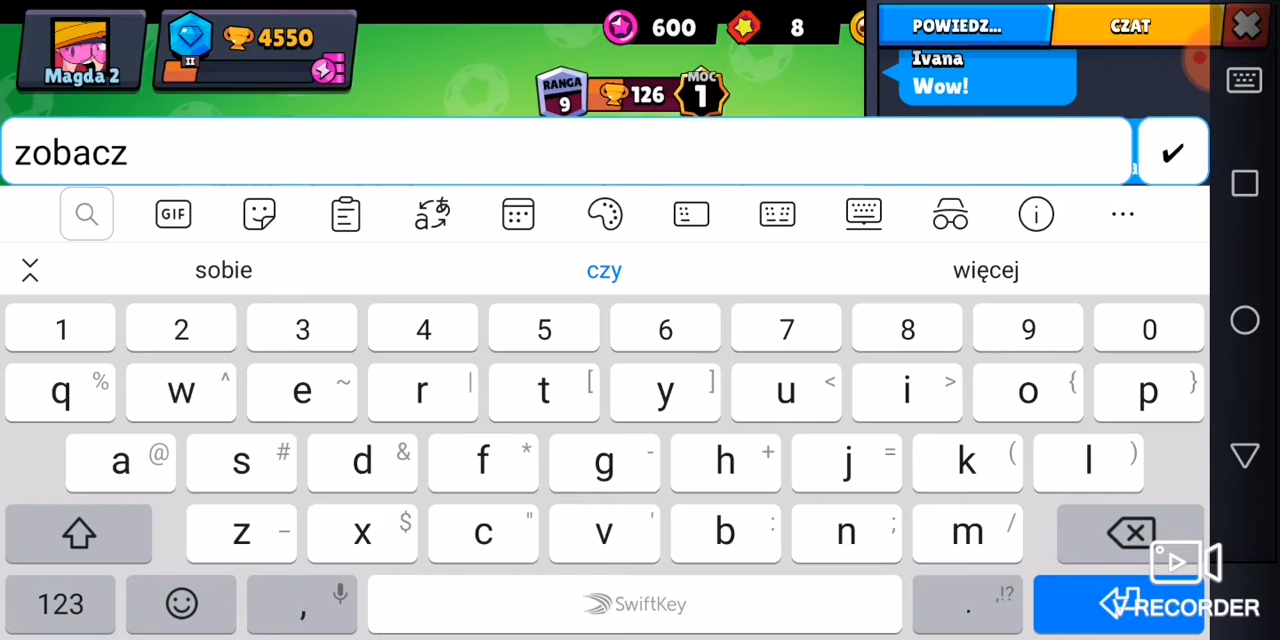 Magda 2
4550
II
600
8
POWIEDZ...
CZAT
Ivana
Wow!
RANGA
9
126
MOC
1
zobacz
GIF
sobie
czy
więcej
1 2 3 4 5 6 7 8 9 0
q % w ^ e ~ r | t [ y ] u < i > o { p }
a @ s # d & f * g - h + j = k ( l )
z _ x $ c " v ' b : n ; m /
123 , SwiftKey . ,!?
V RECORDER